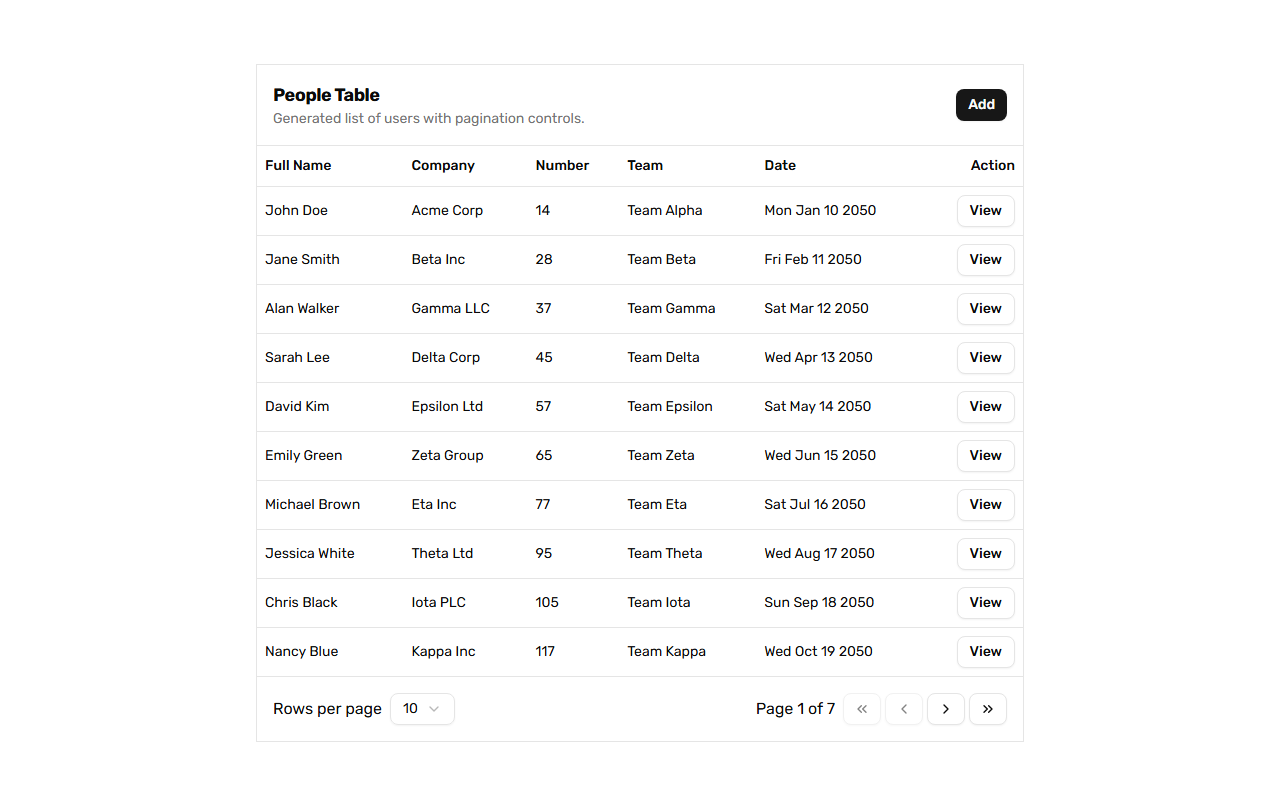 People Table
Generated list of users with pagination controls.
Add
Full Name Company Number Team Date Action
John Doe Acme Corp 14 Team Alpha Mon Jan 10 2050 View
Jane Smith Beta Inc 28 Team Beta Fri Feb 11 2050 View
Alan Walker Gamma LLC 37 Team Gamma Sat Mar 12 2050 View
Sarah Lee Delta Corp 45 Team Delta Wed Apr 13 2050 View
David Kim Epsilon Ltd 57 Team Epsilon Sat May 14 2050 View
Emily Green Zeta Group 65 Team Zeta Wed Jun 15 2050 View
Michael Brown Eta Inc 77 Team Eta Sat Jul 16 2050 View
Jessica White Theta Ltd 95 Team Theta Wed Aug 17 2050 View
Chris Black Iota PLC 105 Team Iota Sun Sep 18 2050 View
Nancy Blue Kappa Inc 117 Team Kappa Wed Oct 19 2050 View
Rows per page 10 Page 1 of 7